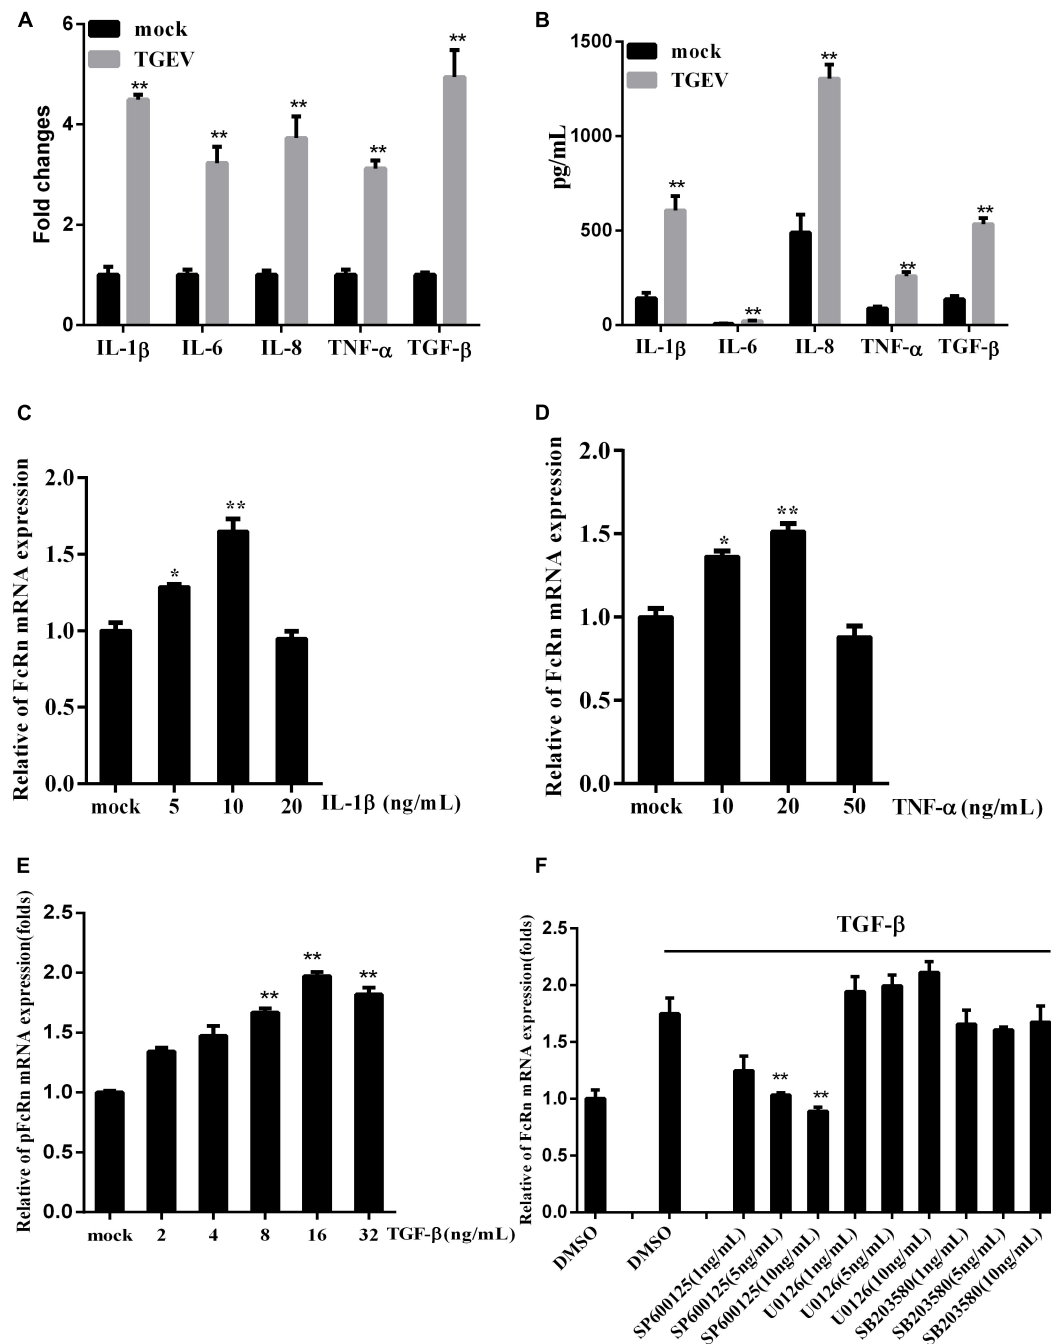 A
Fold changes
6
4
2
0
mock
TGEV
**
**
**
**
**
IL-1β IL-6 IL-8 TNF-α TGF-β
B
pg/mL
1500
1000
500
0
mock
TGEV
**
**
**
**
**
IL-1β IL-6 IL-8 TNF-α TGF-β
C
Relative of FcRn mRNA expression
2.0
1.5
1.0
0.5
0.0
*
**
mock 5 10 20 IL-1β (ng/mL)
D
Relative of FcRn mRNA expression
2.0
1.5
1.0
0.5
0.0
*
**
mock 10 20 50 TNF-α (ng/mL)
E
Relative of pFcRn mRNA expression(folds)
2.5
2.0
1.5
1.0
0.5
0.0
**
**
**
mock 2 4 8 16 32 TGF-β(ng/mL)
F
Relative of FcRn mRNA expression(folds)
2.5
2.0
1.5
1.0
0.5
0.0
TGF-β
**
**
DMSO
DMSO
SP600125(1ng/mL)
SP600125(5ng/mL)
SP600125(10ng/mL)
U0126(1ng/mL)
U0126(5ng/mL)
U0126(10ng/mL)
SB203580(1ng/mL)
SB203580(5ng/mL)
SB203580(10ng/mL)